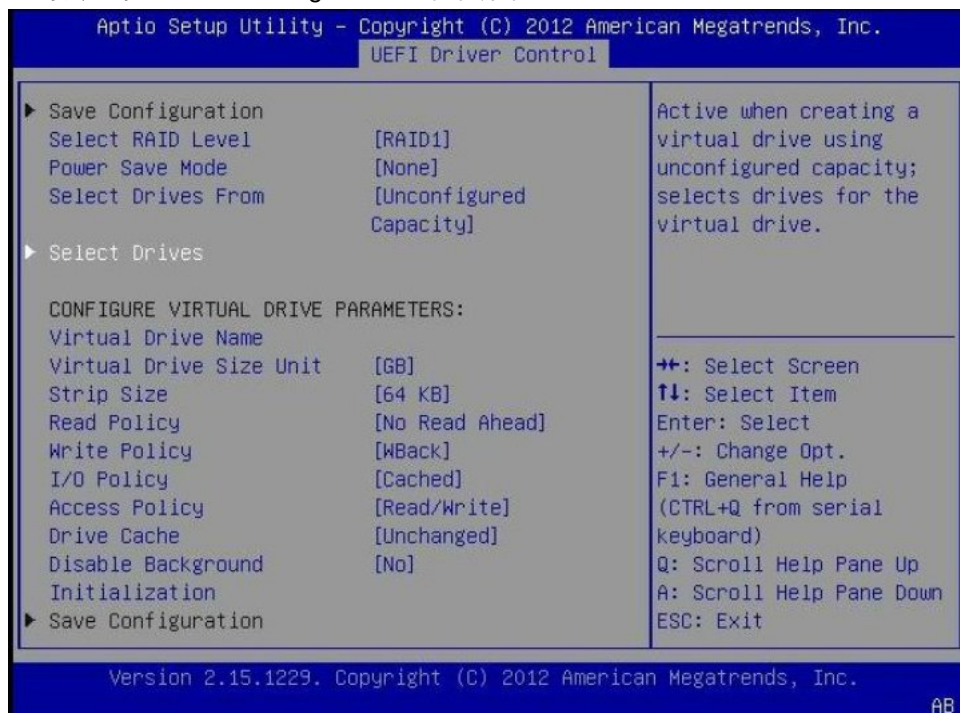 Aptio Setup Utility – Copyright (C) 2012 American Megatrends, Inc.
UEFI Driver Control
▶ Save Configuration
Select RAID Level [RAID1]
Power Save Mode [None]
Select Drives From [Unconfigured
Capacity]
▶ Select Drives
CONFIGURE VIRTUAL DRIVE PARAMETERS:
Virtual Drive Name
Virtual Drive Size Unit [GB]
Strip Size [64 KB]
Read Policy [No Read Ahead]
Write Policy [WBack]
I/O Policy [Cached]
Access Policy [Read/Write]
Drive Cache [Unchanged]
Disable Background [No]
Initialization
▶ Save Configuration
Active when creating a
virtual drive using
unconfigured capacity;
selects drives for the
virtual drive.
→←: Select Screen
↑↓: Select Item
Enter: Select
+/-: Change Opt.
F1: General Help
(CTRL+Q from serial
keyboard)
Q: Scroll Help Pane Up
A: Scroll Help Pane Down
ESC: Exit
Version 2.15.1229. Copyright (C) 2012 American Megatrends, Inc.
AB